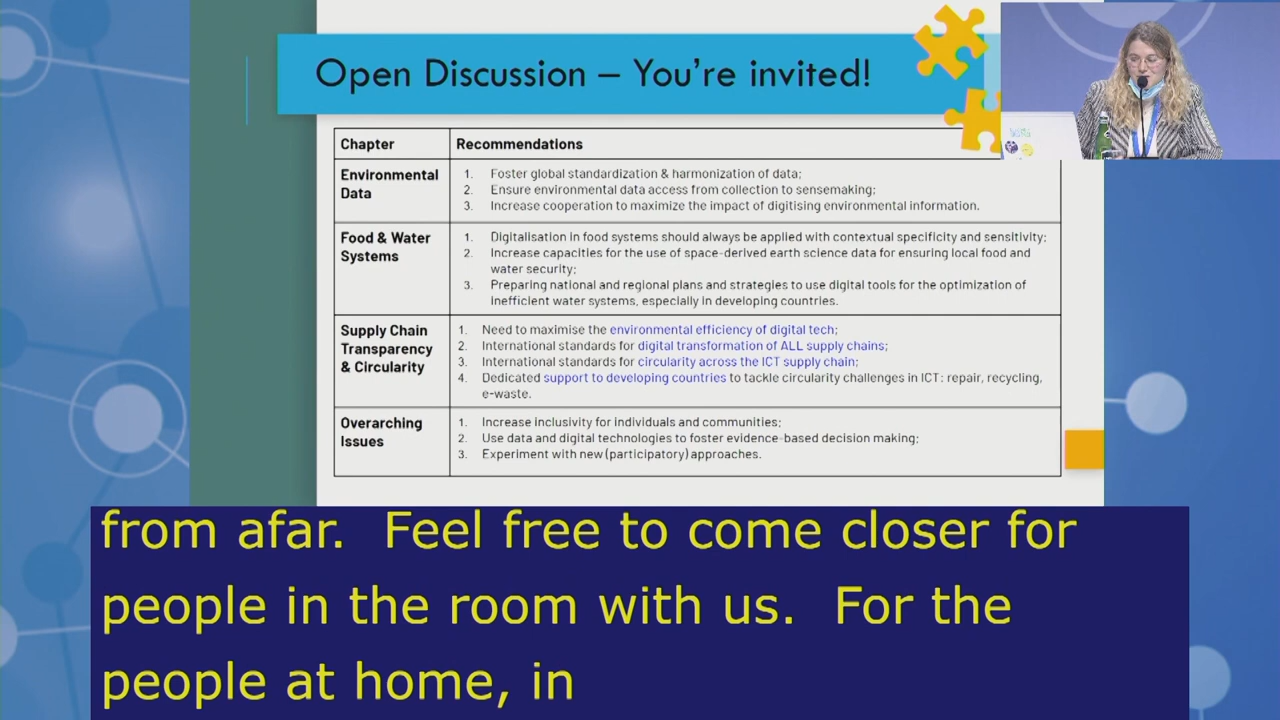 Open Discussion – You're invited!
Chapter Recommendations
Environmental Data
1. Foster global standardization & harmonization of data;
2. Ensure environmental data access from collection to sensemaking;
3. Increase cooperation to maximize the impact of digitising environmental information.
Food & Water Systems
1. Digitalisation in food systems should always be applied with contextual specificity and sensitivity;
2. Increase capacities for the use of space-derived earth science data for ensuring local food and
water security;
3. Preparing national and regional plans and strategies to use digital tools for the optimization of
inefficient water systems, especially in developing countries.
Supply Chain
Transparency
& Circularity
1. Need to maximise the environmental efficiency of digital tech;
2. International standards for digital transformation of ALL supply chains;
3. International standards for circularity across the ICT supply chain;
4. Dedicated support to developing countries to tackle circularity challenges in ICT: repair, recycling,
e-waste.
Overarching
Issues
1. Increase inclusivity for individuals and communities;
2. Use data and digital technologies to foster evidence-based decision making;
3. Experiment with new (participatory) approaches.
from afar. Feel free to come closer for
people in the room with us. For the
people at home, in